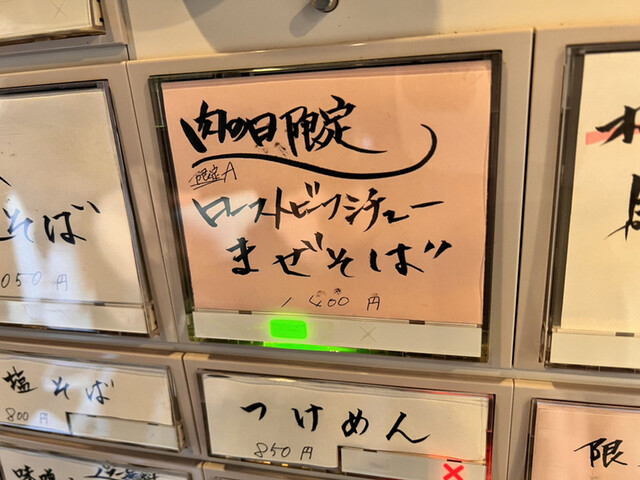 肉の日限定
限定A
ローストビーフシチュー
まぜそば
1400円
そば
050円
塩そば
800円
つけめん
850円
限
味噌